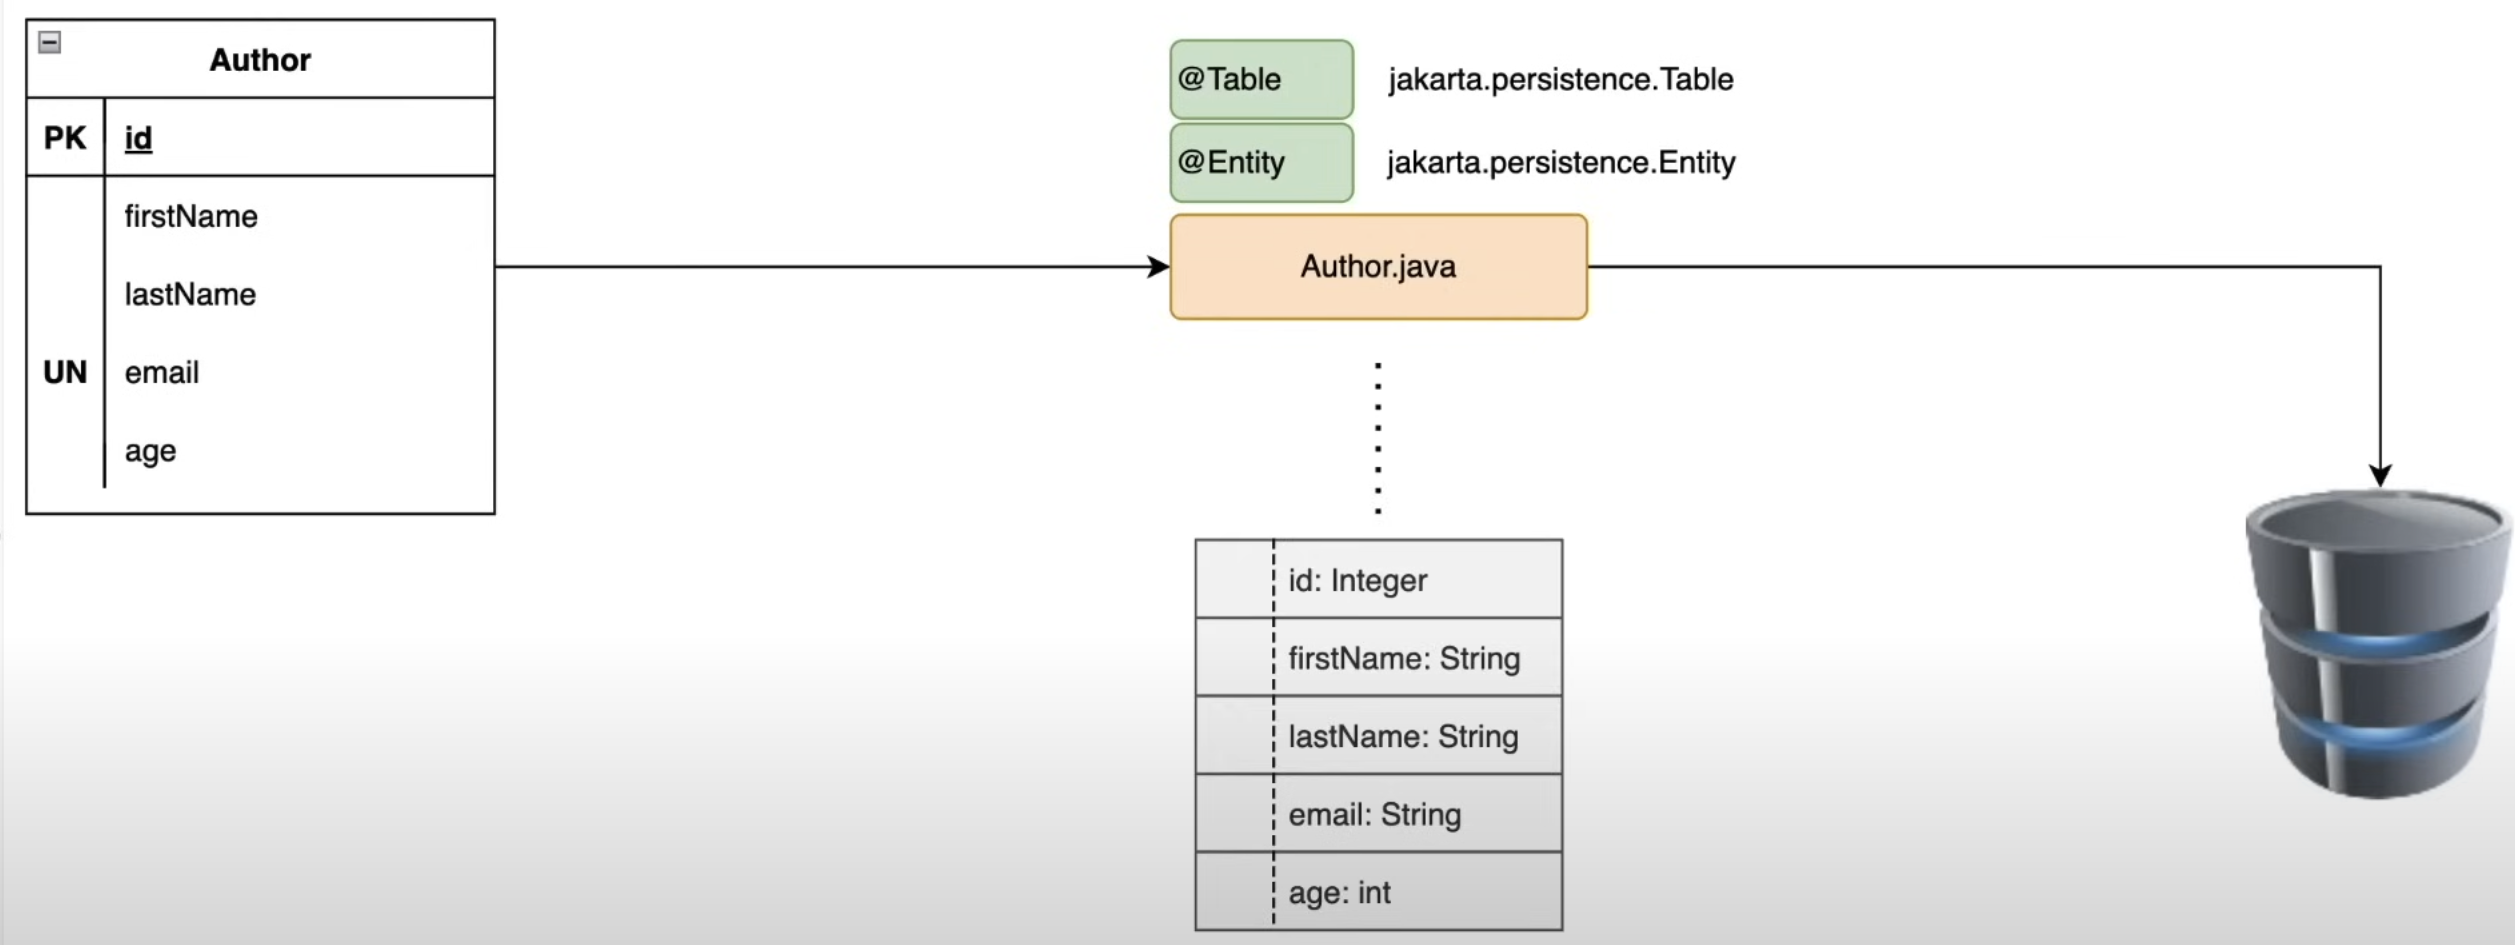 Author
PK id
firstName
lastName
UN email
age
@Table jakarta.persistence.Table
@Entity jakarta.persistence.Entity
Author.java
id: Integer
firstName: String
lastName: String
email: String
age: int